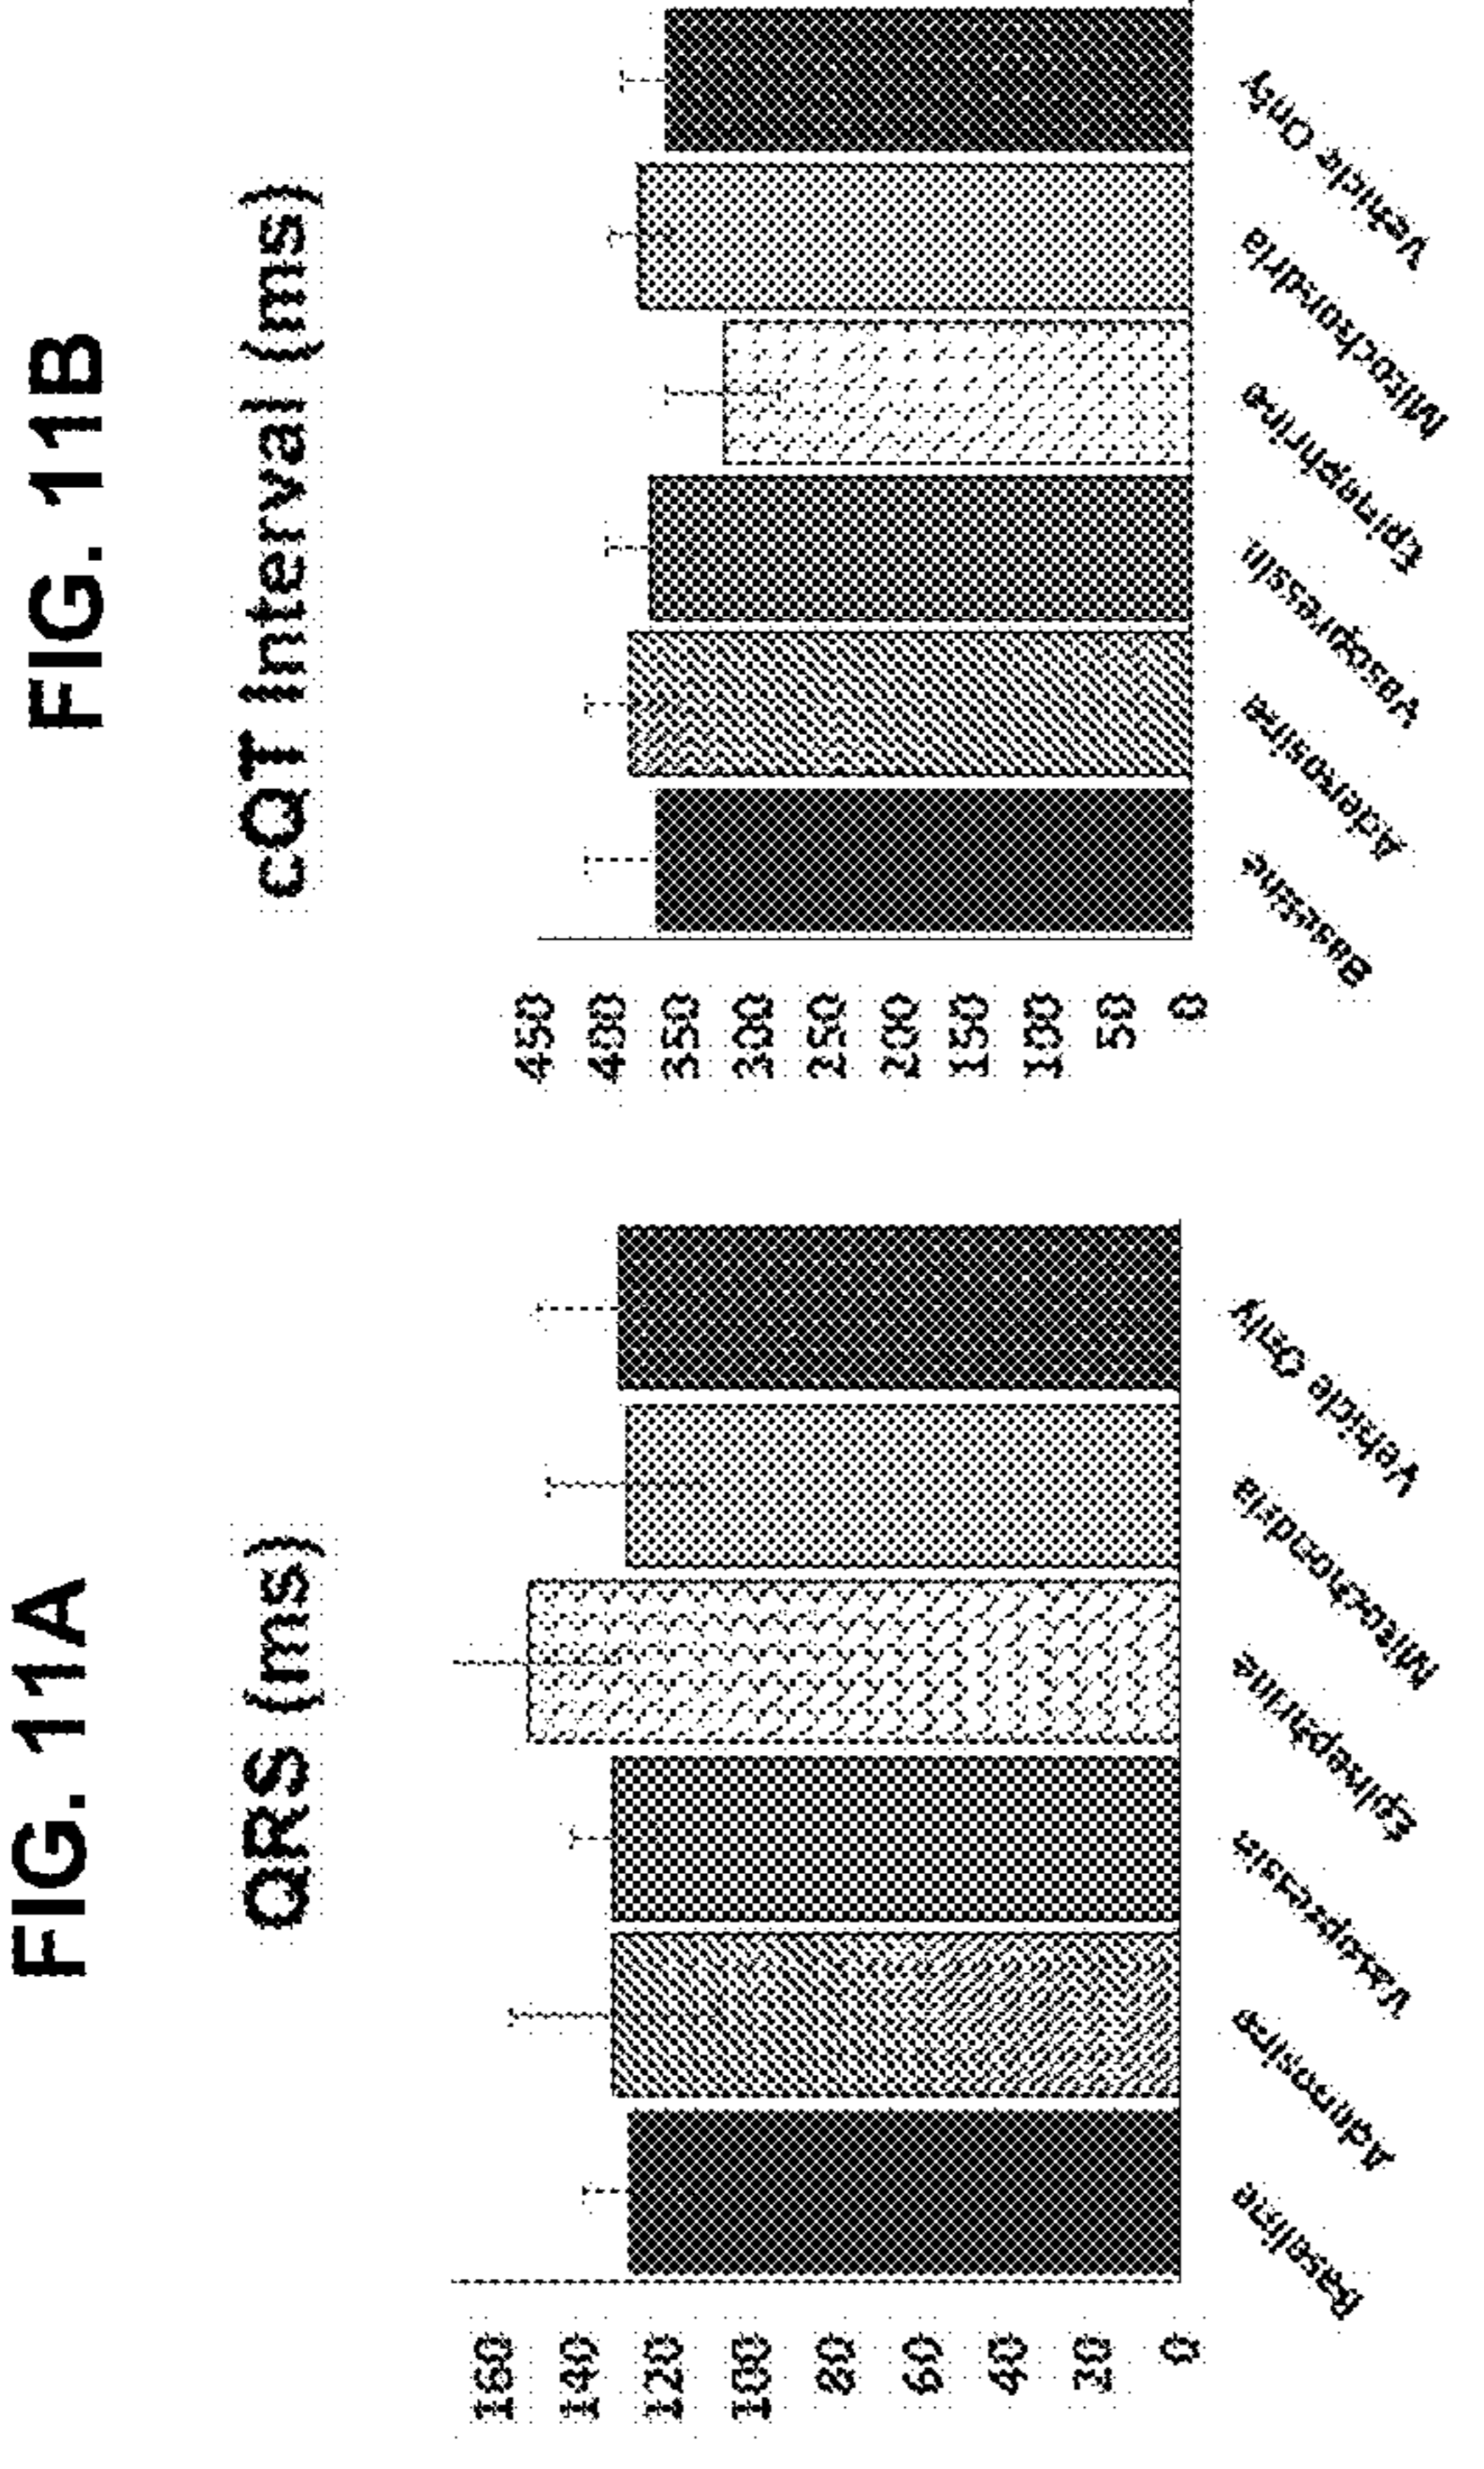 FIG. 11A
QRS (ms)
160
140
120
100
80
60
40
20
0
Baseline
Adenosine
Vasopressin
Epinephrine
Mitochondria
Vehicle Only
FIG. 11B
cQT Interval (ms)
450
400
350
300
250
200
150
100
50
0
Baseline
Adenosine
Vasopressin
Epinephrine
Mitochondria
Vehicle Only